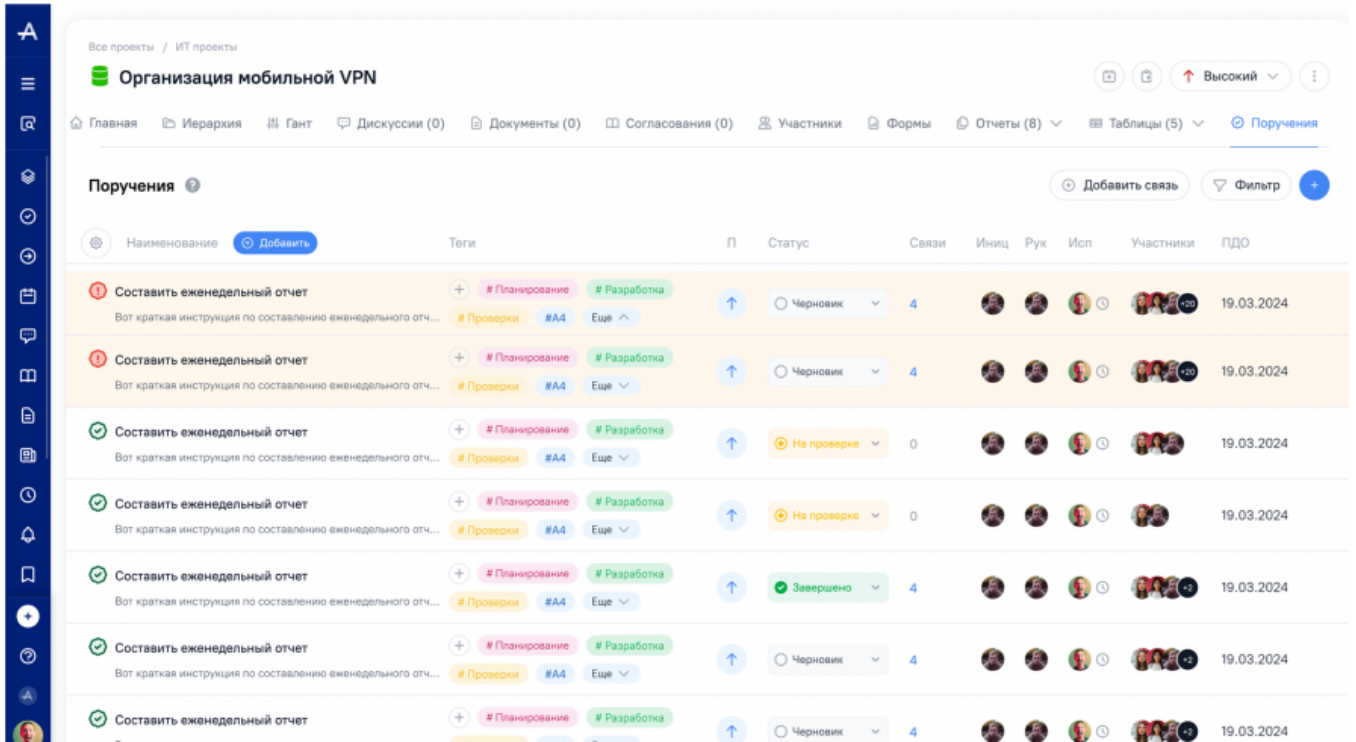 Все проекты / ИТ проекты
Организация мобильной VPN
Высокий
Главная Иерархия Гант Дискуссии (0) Документы (0) Согласования (0) Участники Формы Отчеты (8) Таблицы (5) Поручения
Поручения ? Добавить связь Фильтр +
Наименование Добавить Теги П Статус Связи Иниц Рук Исп Участники ПДО
Составить еженедельный отчет + # Планирование # Разработка
Черновик 4 +20 19.03.2024
Вот краткая инструкция по составлению еженедельного отч... # Проверки #А4 Еще
Составить еженедельный отчет + # Планирование # Разработка
Черновик 4 +20 19.03.2024
Вот краткая инструкция по составлению еженедельного отч... # Проверки #А4 Еще
Составить еженедельный отчет + # Планирование # Разработка
На проверке 0 19.03.2024
Вот краткая инструкция по составлению еженедельного отч... # Проверки #А4 Еще
Составить еженедельный отчет + # Планирование # Разработка
На проверке 0 19.03.2024
Вот краткая инструкция по составлению еженедельного отч... # Проверки #А4 Еще
Составить еженедельный отчет + # Планирование # Разработка
Завершено 4 +2 19.03.2024
Вот краткая инструкция по составлению еженедельного отч... # Проверки #А4 Еще
Составить еженедельный отчет + # Планирование # Разработка
Черновик 4 +2 19.03.2024
Вот краткая инструкция по составлению еженедельного отч... # Проверки #А4 Еще
Составить еженедельный отчет + # Планирование # Разработка
Черновик 4 +2 19.03.2024